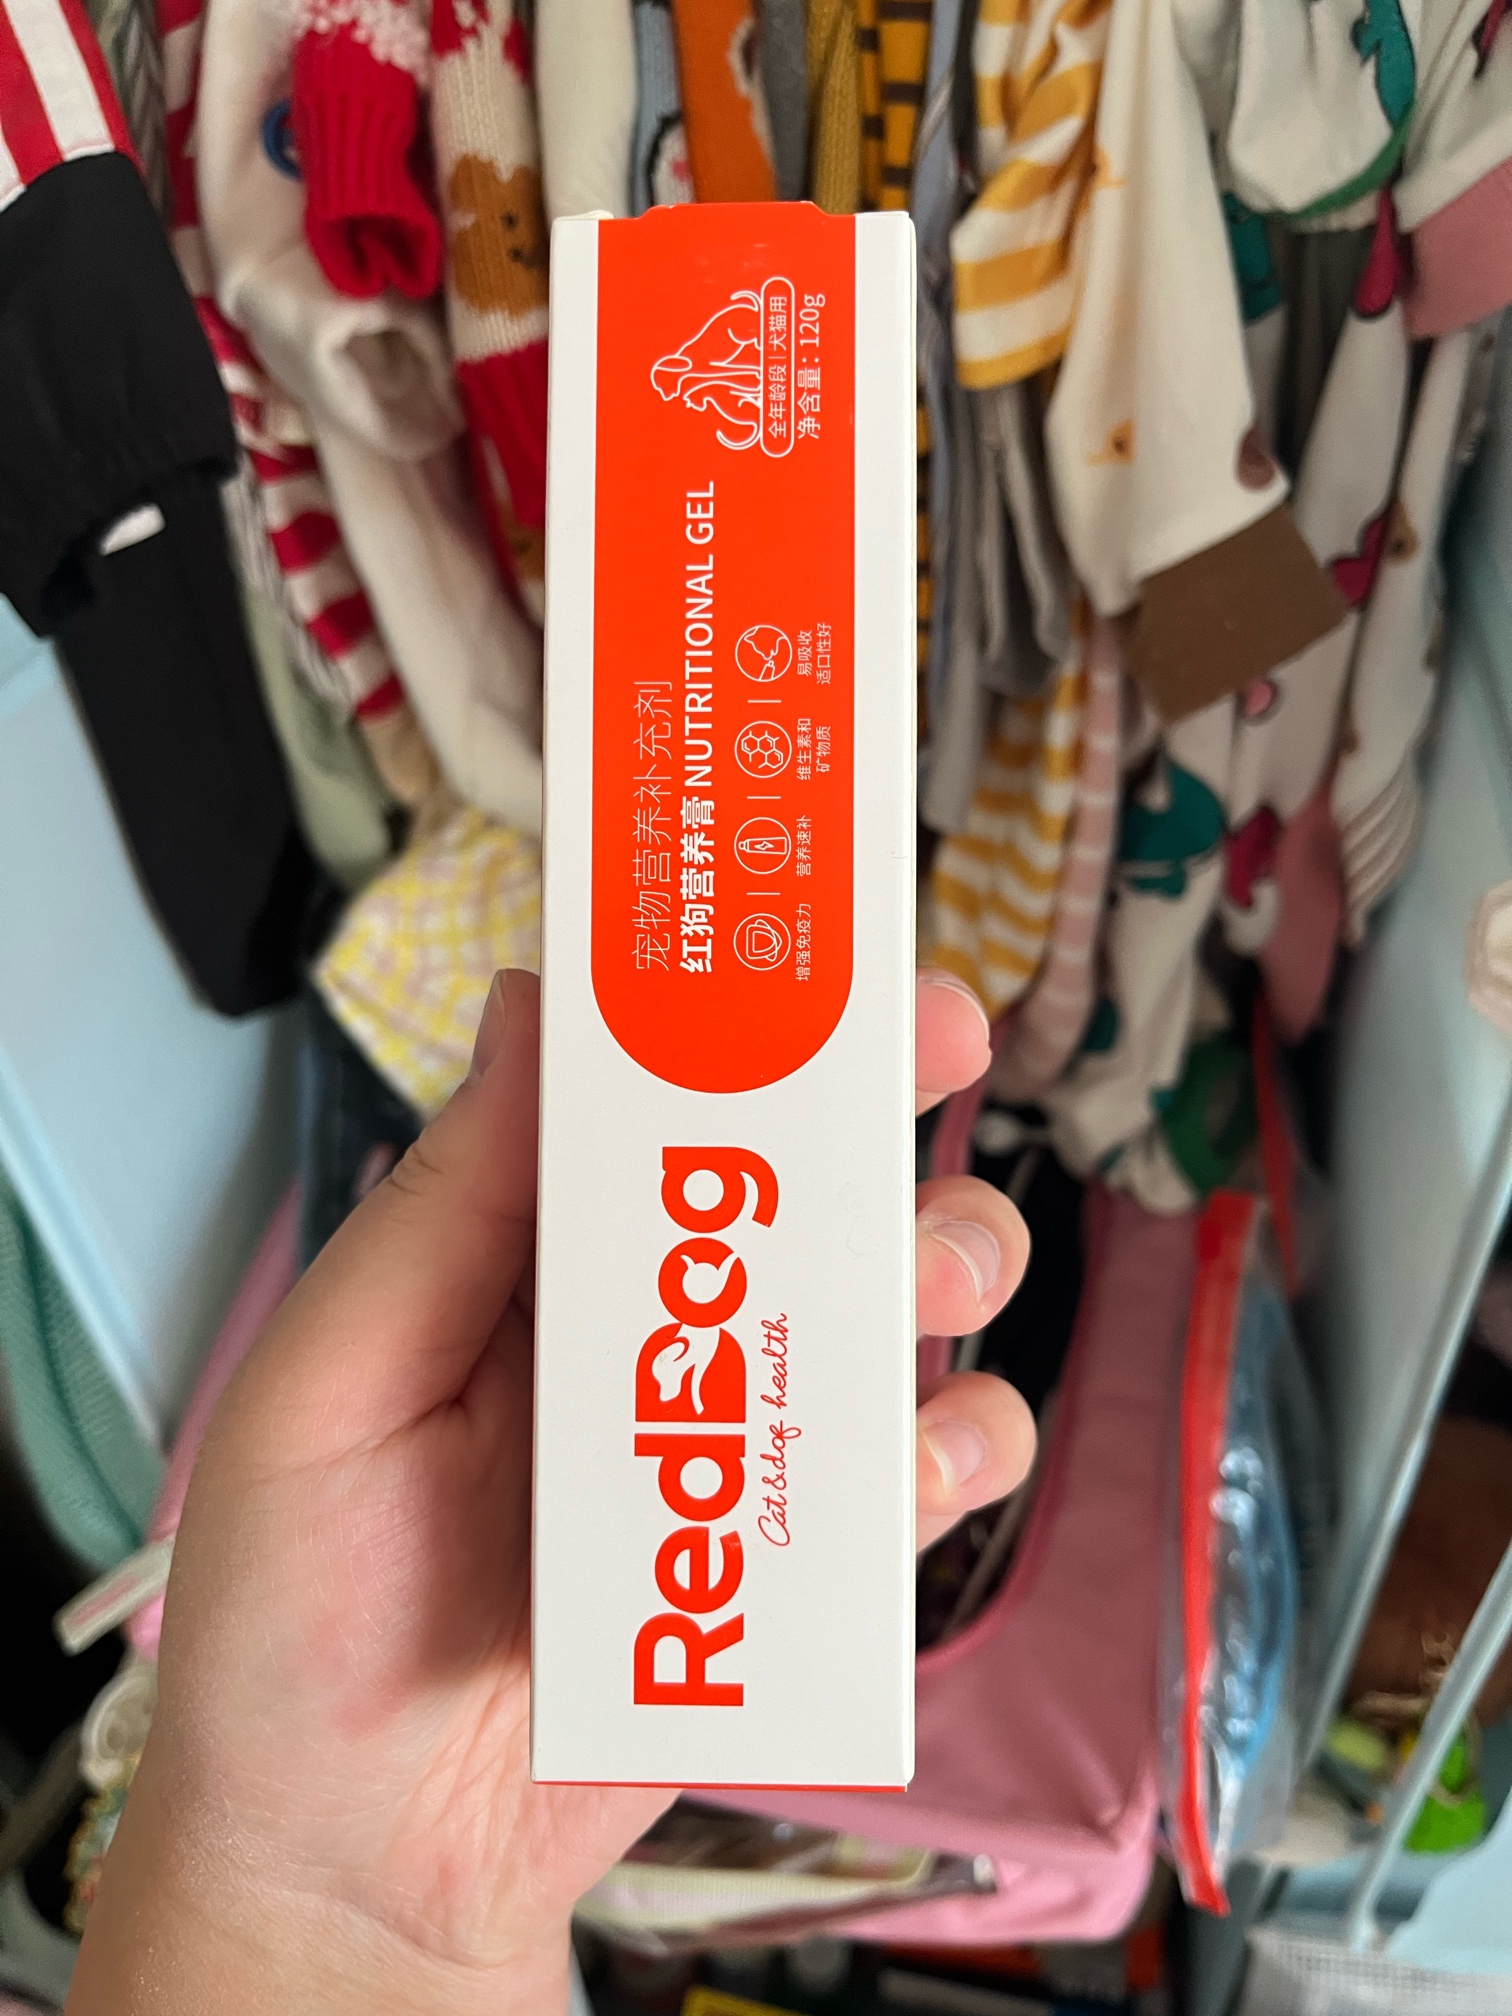 RedDog
Cat & dog health
宠物营养补充剂
红狗营养膏 NUTRITIONAL GEL
增强免疫力
营养速补
维生素和
矿物质
易吸收
适口性好
全年龄段 | 犬猫用
净含量：120g